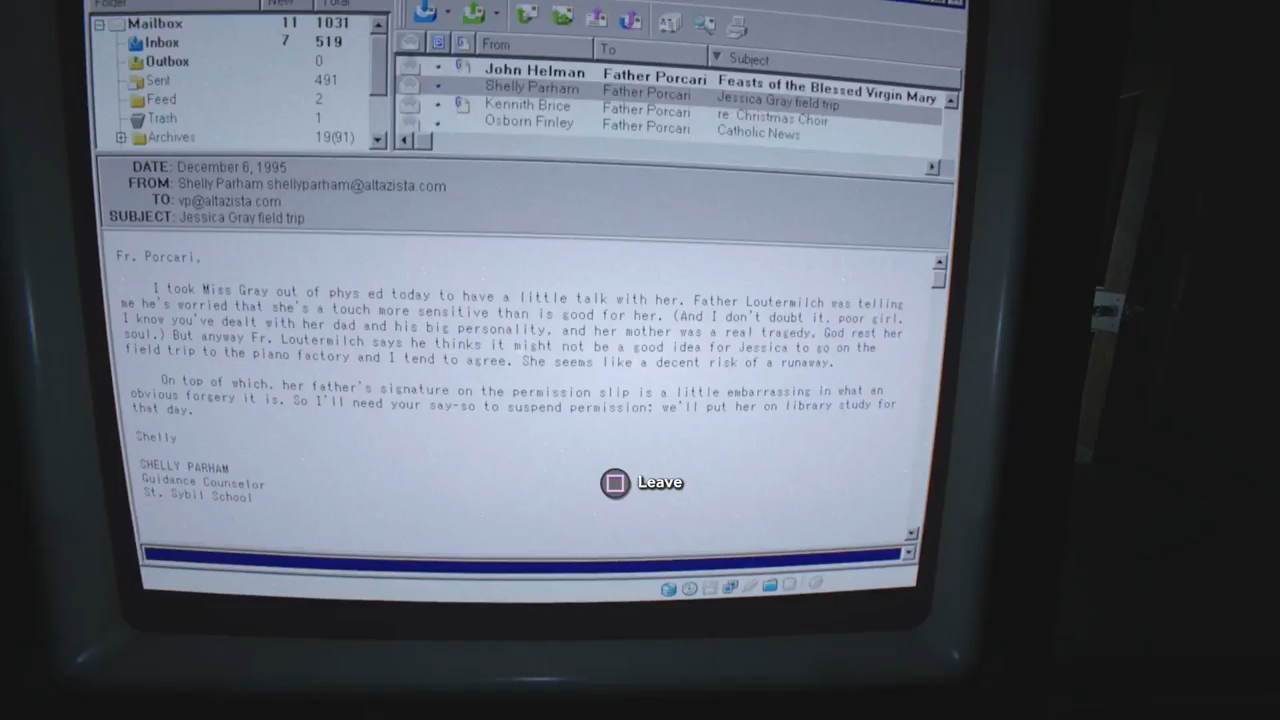 Folder New Total
Mailbox 11 1031
Inbox 7 519
Outbox 0
Sent 491
Feed 2
Trash 1
Archives 19(91)
From To Subject
John Helman Father Porcari Feasts of the Blessed Virgin Mary
Shelly Parham Father Porcari Jessica Gray field trip
Kennith Brice Father Porcari re: Christmas Choir
Osborn Finley Father Porcari Catholic News
DATE: December 6, 1995
FROM: Shelly Parham shellyparham@altazista.com
TO: vp@altazista.com
SUBJECT: Jessica Gray field trip
Fr. Porcari,
I took Miss Gray out of phys ed today to have a little talk with her. Father Loutermilch was telling
me he's worried that she's a touch more sensitive than is good for her. (And I don't doubt it, poor girl.
I know you've dealt with her dad and his big personality, and her mother was a real tragedy, God rest her
soul.) But anyway Fr. Loutermilch says he thinks it might not be a good idea for Jessica to go on the
field trip to the piano factory and I tend to agree. She seems like a decent risk of a runaway.
On top of which, her father's signature on the permission slip is a little embarrassing in what an
obvious forgery it is. So I'll need your say-so to suspend permission: we'll put her on library study for
that day.
Shelly
SHELLY PARHAM
Guidance Counselor
St. Sybil School
Leave